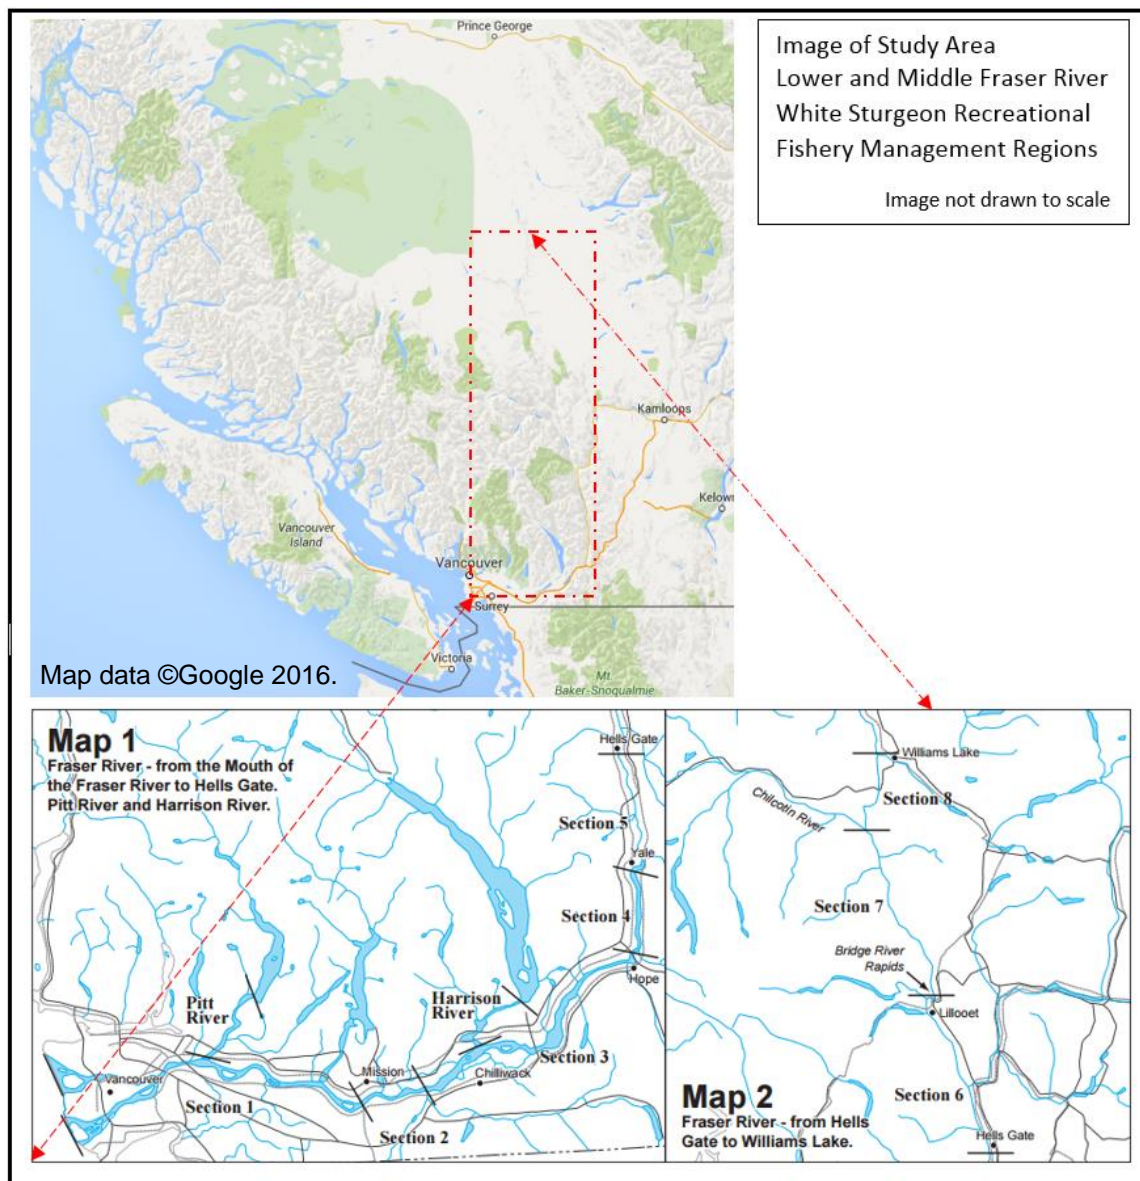 Prince George
Image of Study Area
Lower and Middle Fraser River
White Sturgeon Recreational
Fishery Management Regions
Image not drawn to scale
Kamloops
Vancouver
Island
Vancouver
Surrey
Victoria
Mt.
Baker-Snoqualmie
Map data ©Google 2016.
Map 1
Fraser River - from the Mouth of
the Fraser River to Hells Gate.
Pitt River and Harrison River.
Hells Gate
Section 5
Yale
Section 4
Hope
Harrison
River
Pitt
River
Section 3
Mission
Chilliwack
Vancouver
Section 1
Section 2
Williams Lake
Chilcotin River
Section 8
Section 7
Bridge River
Rapids
Lillooet
Section 6
Map 2
Fraser River - from Hells
Gate to Williams Lake.
Hells Gate